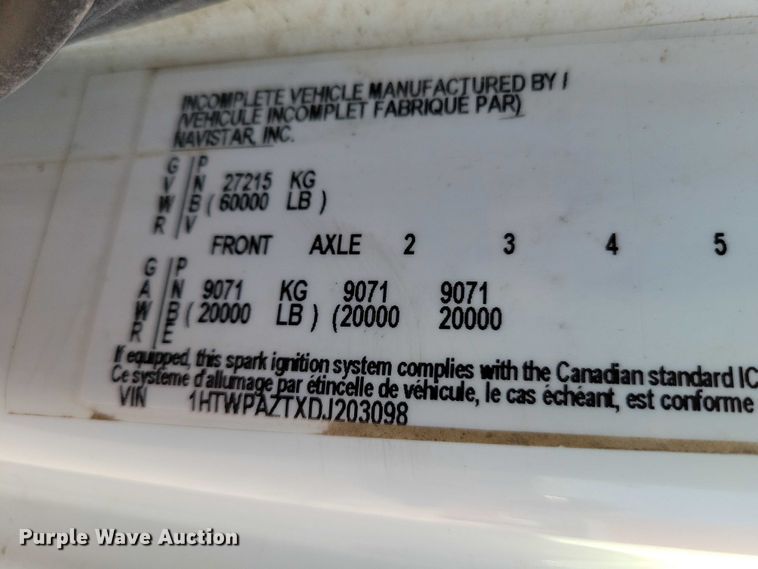 INCOMPLETE VEHICLE MANUFACTURED BY /
(VEHICULE INCOMPLET FABRIQUE PAR)
NAVISTAR, INC.
G / P
V / N 27215 KG
W / B ( 60000 LB )
R / V
FRONT AXLE 2 3 4 5
G / P
A / N 9071 KG 9071 9071
W / B ( 20000 LB ) (20000 20000
R / E
If equipped, this spark ignition system complies with the Canadian standard IC
Ce système d'allumage par étincelle de véhicule, le cas échéant, est conforme
VIN 1HTWPAZTXDJ203098
Purple Wave Auction